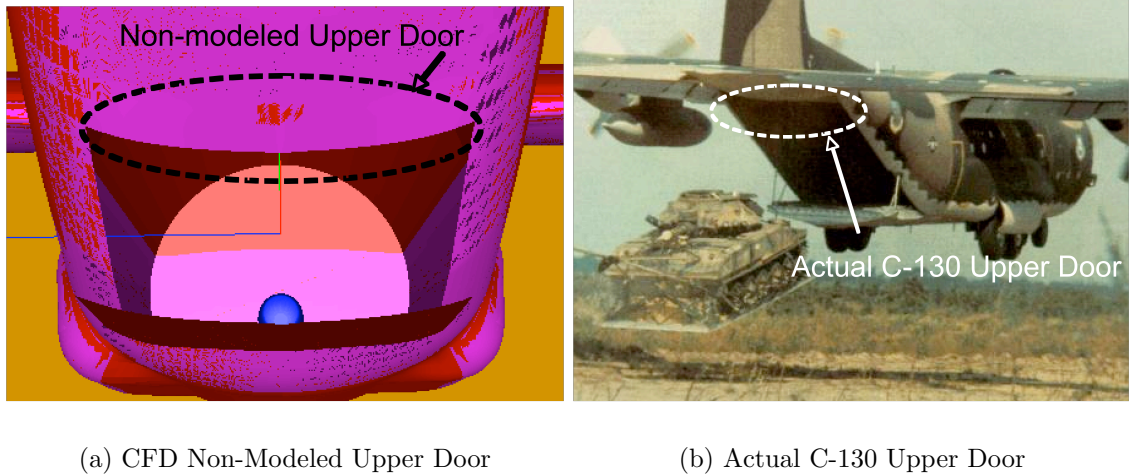 Non-modeled Upper Door
Actual C-130 Upper Door
(a) CFD Non-Modeled Upper Door
(b) Actual C-130 Upper Door